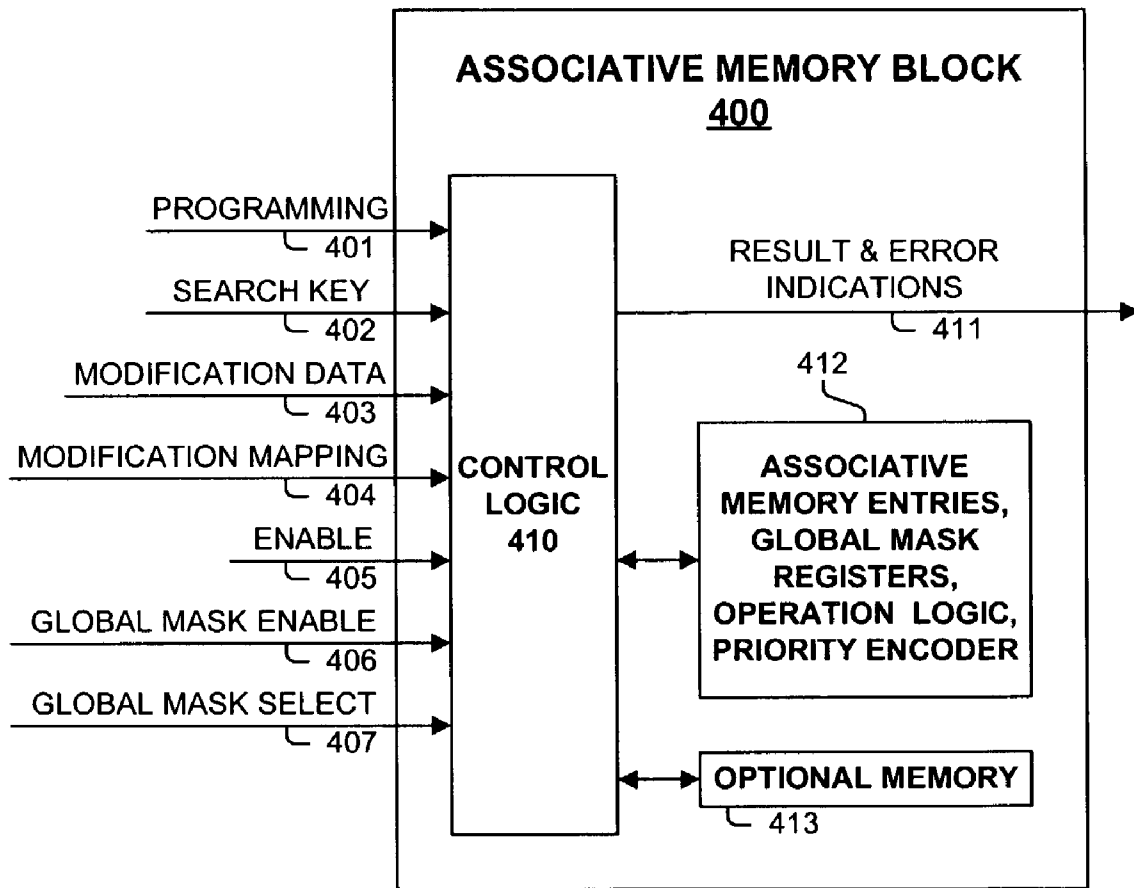 ASSOCIATIVE MEMORY BLOCK
400
PROGRAMMING
401
SEARCH KEY
402
MODIFICATION DATA
403
MODIFICATION MAPPING
404
ENABLE
405
GLOBAL MASK ENABLE
406
GLOBAL MASK SELECT
407
CONTROL
LOGIC
410
RESULT & ERROR
INDICATIONS
411
412
ASSOCIATIVE
MEMORY ENTRIES,
GLOBAL MASK
REGISTERS,
OPERATION LOGIC,
PRIORITY ENCODER
OPTIONAL MEMORY
413